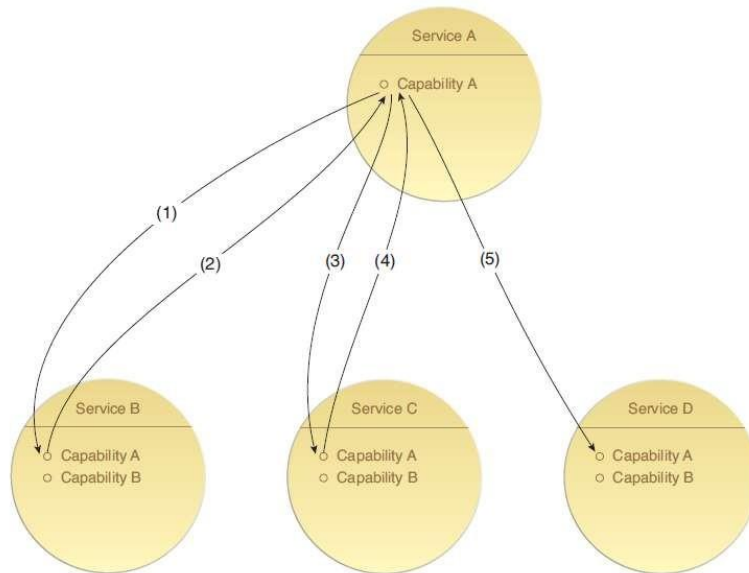 Service A
Capability A
(1)
(2)
(3)
(4)
(5)
Service B
Capability A
Capability B
Service C
Capability A
Capability B
Service D
Capability A
Capability B